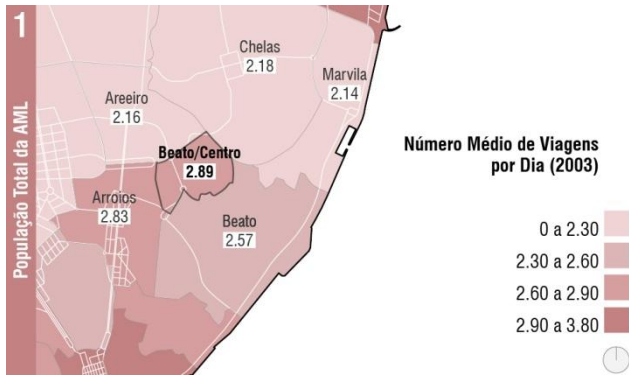 1
População Total da AML
Chelas
2.18
Marvila
2.14
Areeiro
2.16
Beato/Centro
2.89
Arroios
2.83
Beato
2.57
Número Médio de Viagens
por Dia (2003)
0 a 2.30
2.30 a 2.60
2.60 a 2.90
2.90 a 3.80